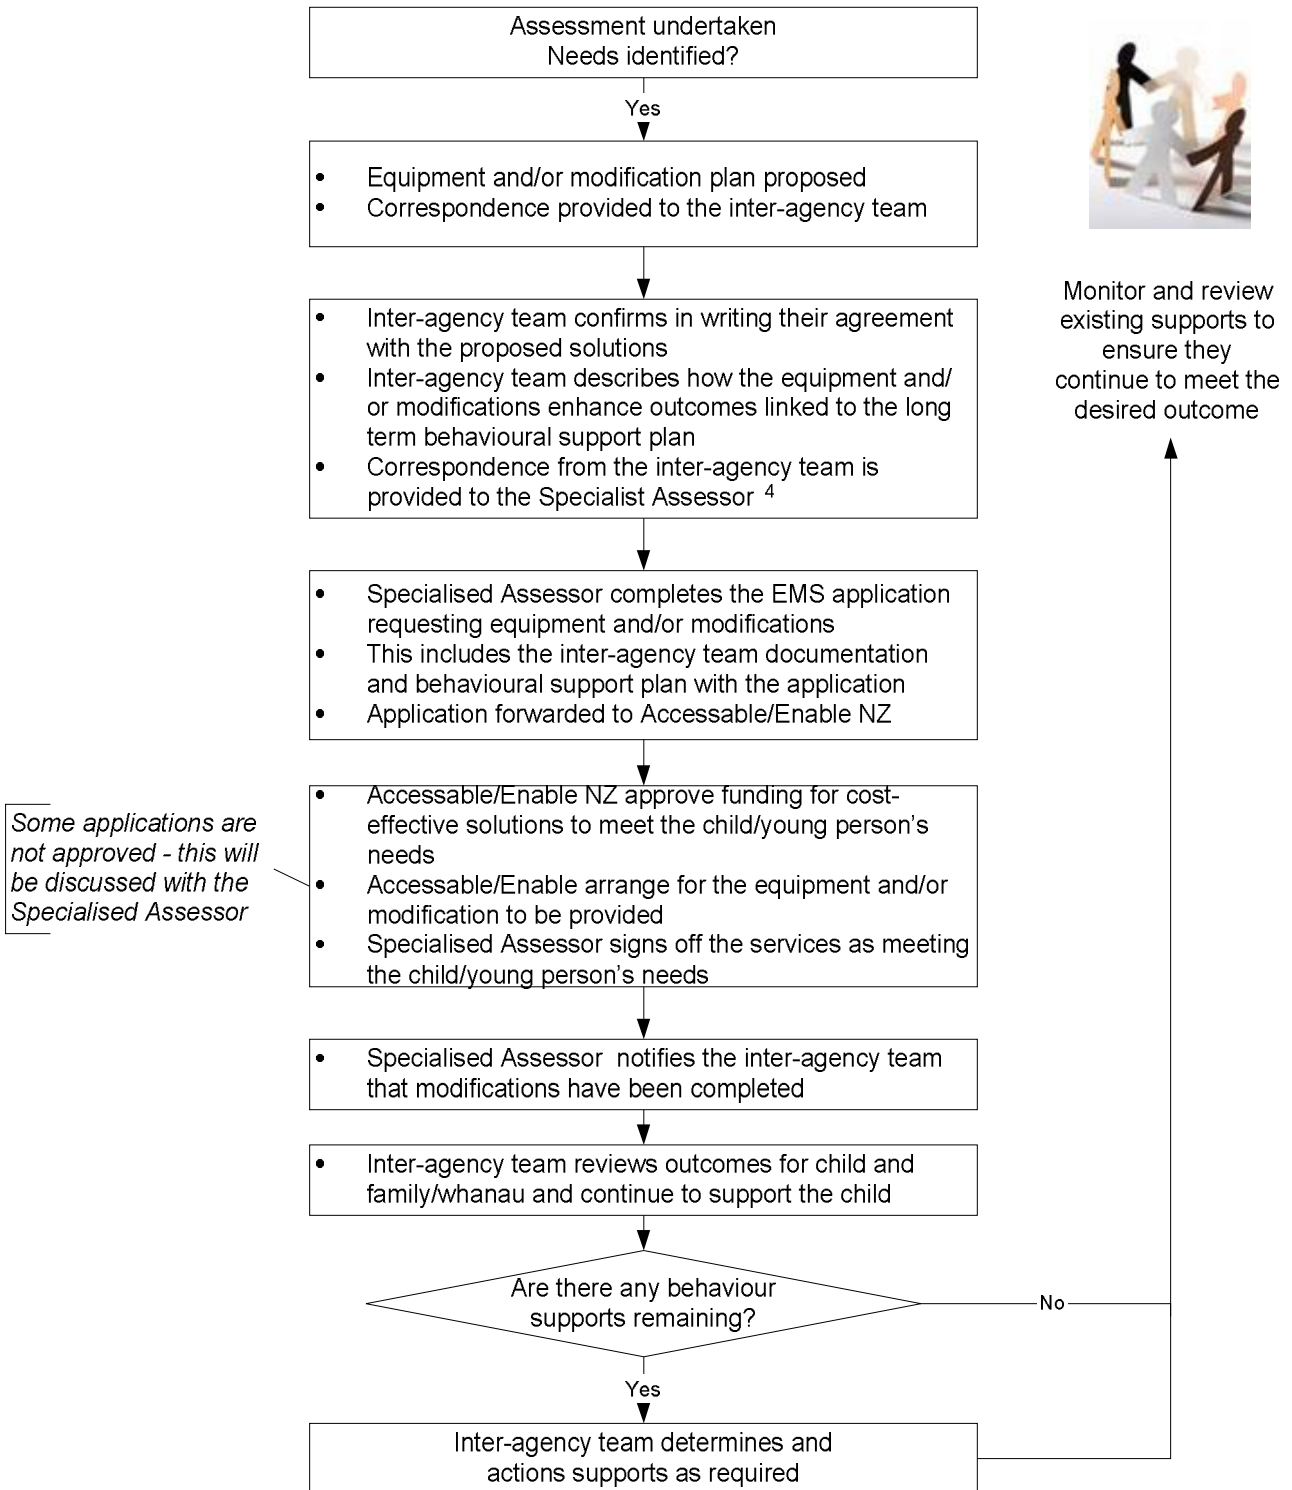 Assessment undertaken
Needs identified?
Yes
• Equipment and/or modification plan proposed
• Correspondence provided to the inter-agency team
• Inter-agency team confirms in writing their agreement
with the proposed solutions
• Inter-agency team describes how the equipment and/
or modifications enhance outcomes linked to the long
term behavioural support plan
• Correspondence from the inter-agency team is
provided to the Specialist Assessor 4
• Specialised Assessor completes the EMS application
requesting equipment and/or modifications
• This includes the inter-agency team documentation
and behavioural support plan with the application
• Application forwarded to Accessable/Enable NZ
• Accessable/Enable NZ approve funding for cost-
effective solutions to meet the child/young person's
needs
• Accessable/Enable arrange for the equipment and/or
modification to be provided
• Specialised Assessor signs off the services as meeting
the child/young person's needs
Some applications are
not approved - this will
be discussed with the
Specialised Assessor
• Specialised Assessor  notifies the inter-agency team
that modifications have been completed
• Inter-agency team reviews outcomes for child and
family/whanau and continue to support the child
Are there any behaviour
supports remaining?
No
Yes
Inter-agency team determines and
actions supports as required
Monitor and review
existing supports to
ensure they
continue to meet the
desired outcome